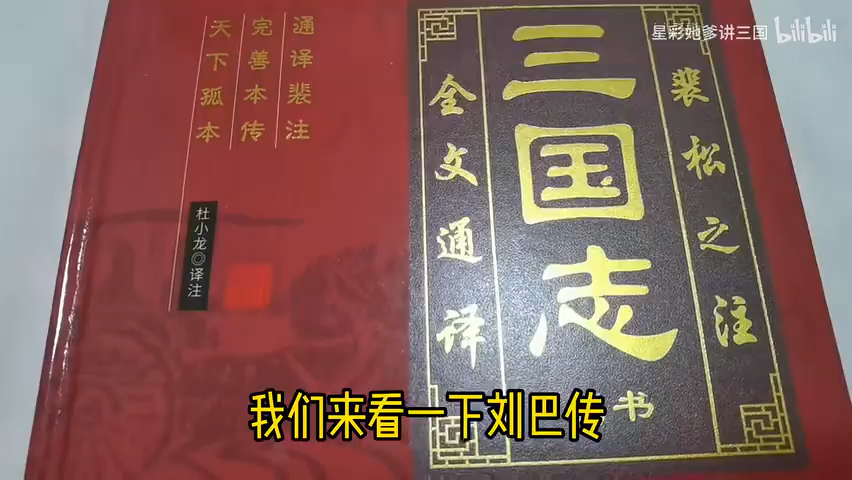 星彩她爹讲三国 bilibili
三国志
裴松之注
全文通译
书
通译裴注
完善本传
天下孤本
杜小龙◎译注
我们来看一下刘巴传